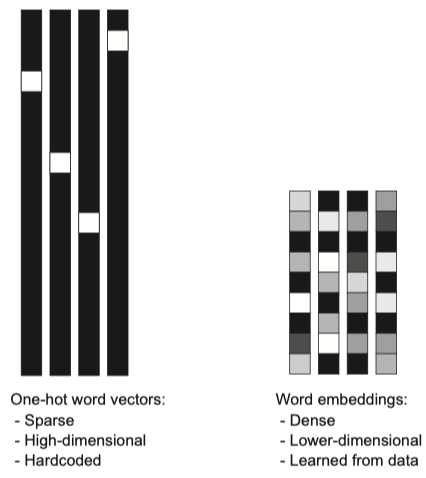 One-hot word vectors:
- Sparse
- High-dimensional
- Hardcoded
Word embeddings:
- Dense
- Lower-dimensional
- Learned from data